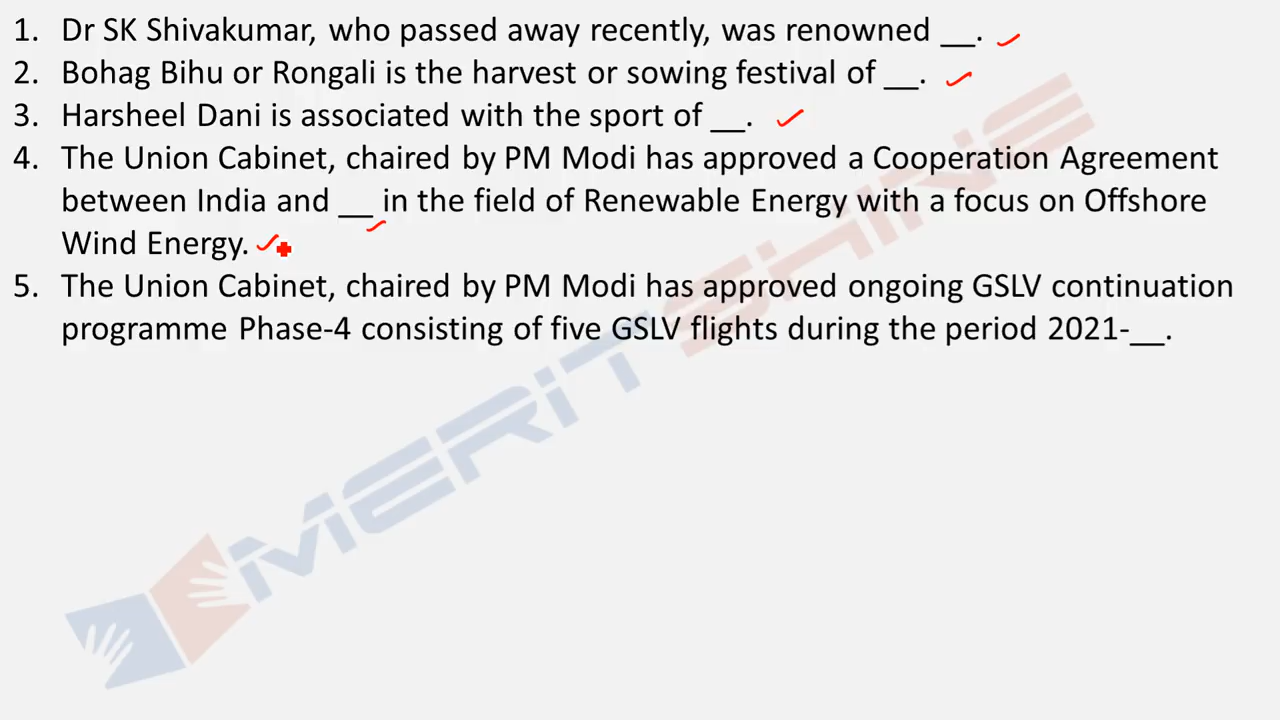 1. Dr SK Shivakumar, who passed away recently, was renowned __.
2. Bohag Bihu or Rongali is the harvest or sowing festival of __.
3. Harsheel Dani is associated with the sport of __.
4. The Union Cabinet, chaired by PM Modi has approved a Cooperation Agreement
between India and __ in the field of Renewable Energy with a focus on Offshore
Wind Energy.
5. The Union Cabinet, chaired by PM Modi has approved ongoing GSLV continuation
programme Phase-4 consisting of five GSLV flights during the period 2021-__.
MERIT SHINE